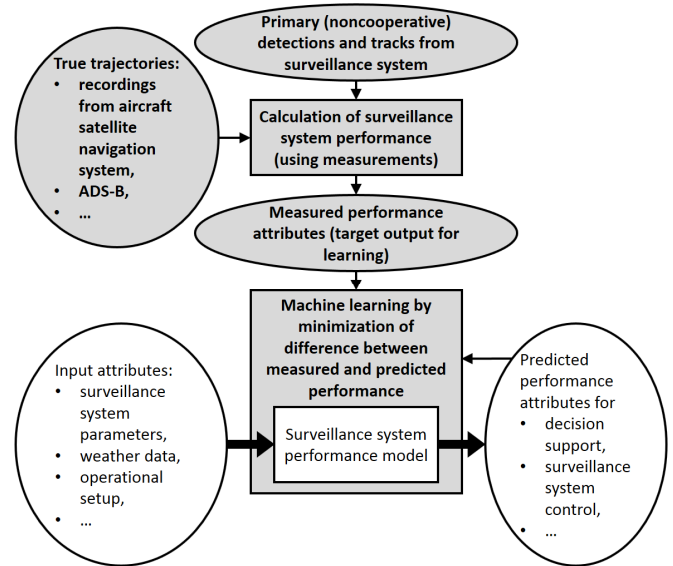 Primary (noncooperative)
detections and tracks from
surveillance system
True trajectories:
• recordings
from aircraft
satellite
navigation
system,
• ADS-B,
• ...
Calculation of surveillance
system performance
(using measurements)
Measured performance
attributes (target output for
learning)
Machine learning by
minimization of
difference between
measured and predicted
performance
Input attributes:
• surveillance
system
parameters,
• weather data,
• operational
setup,
• ...
Surveillance system
performance model
Predicted
performance
attributes for
• decision
support,
• surveillance
system
control,
• ...